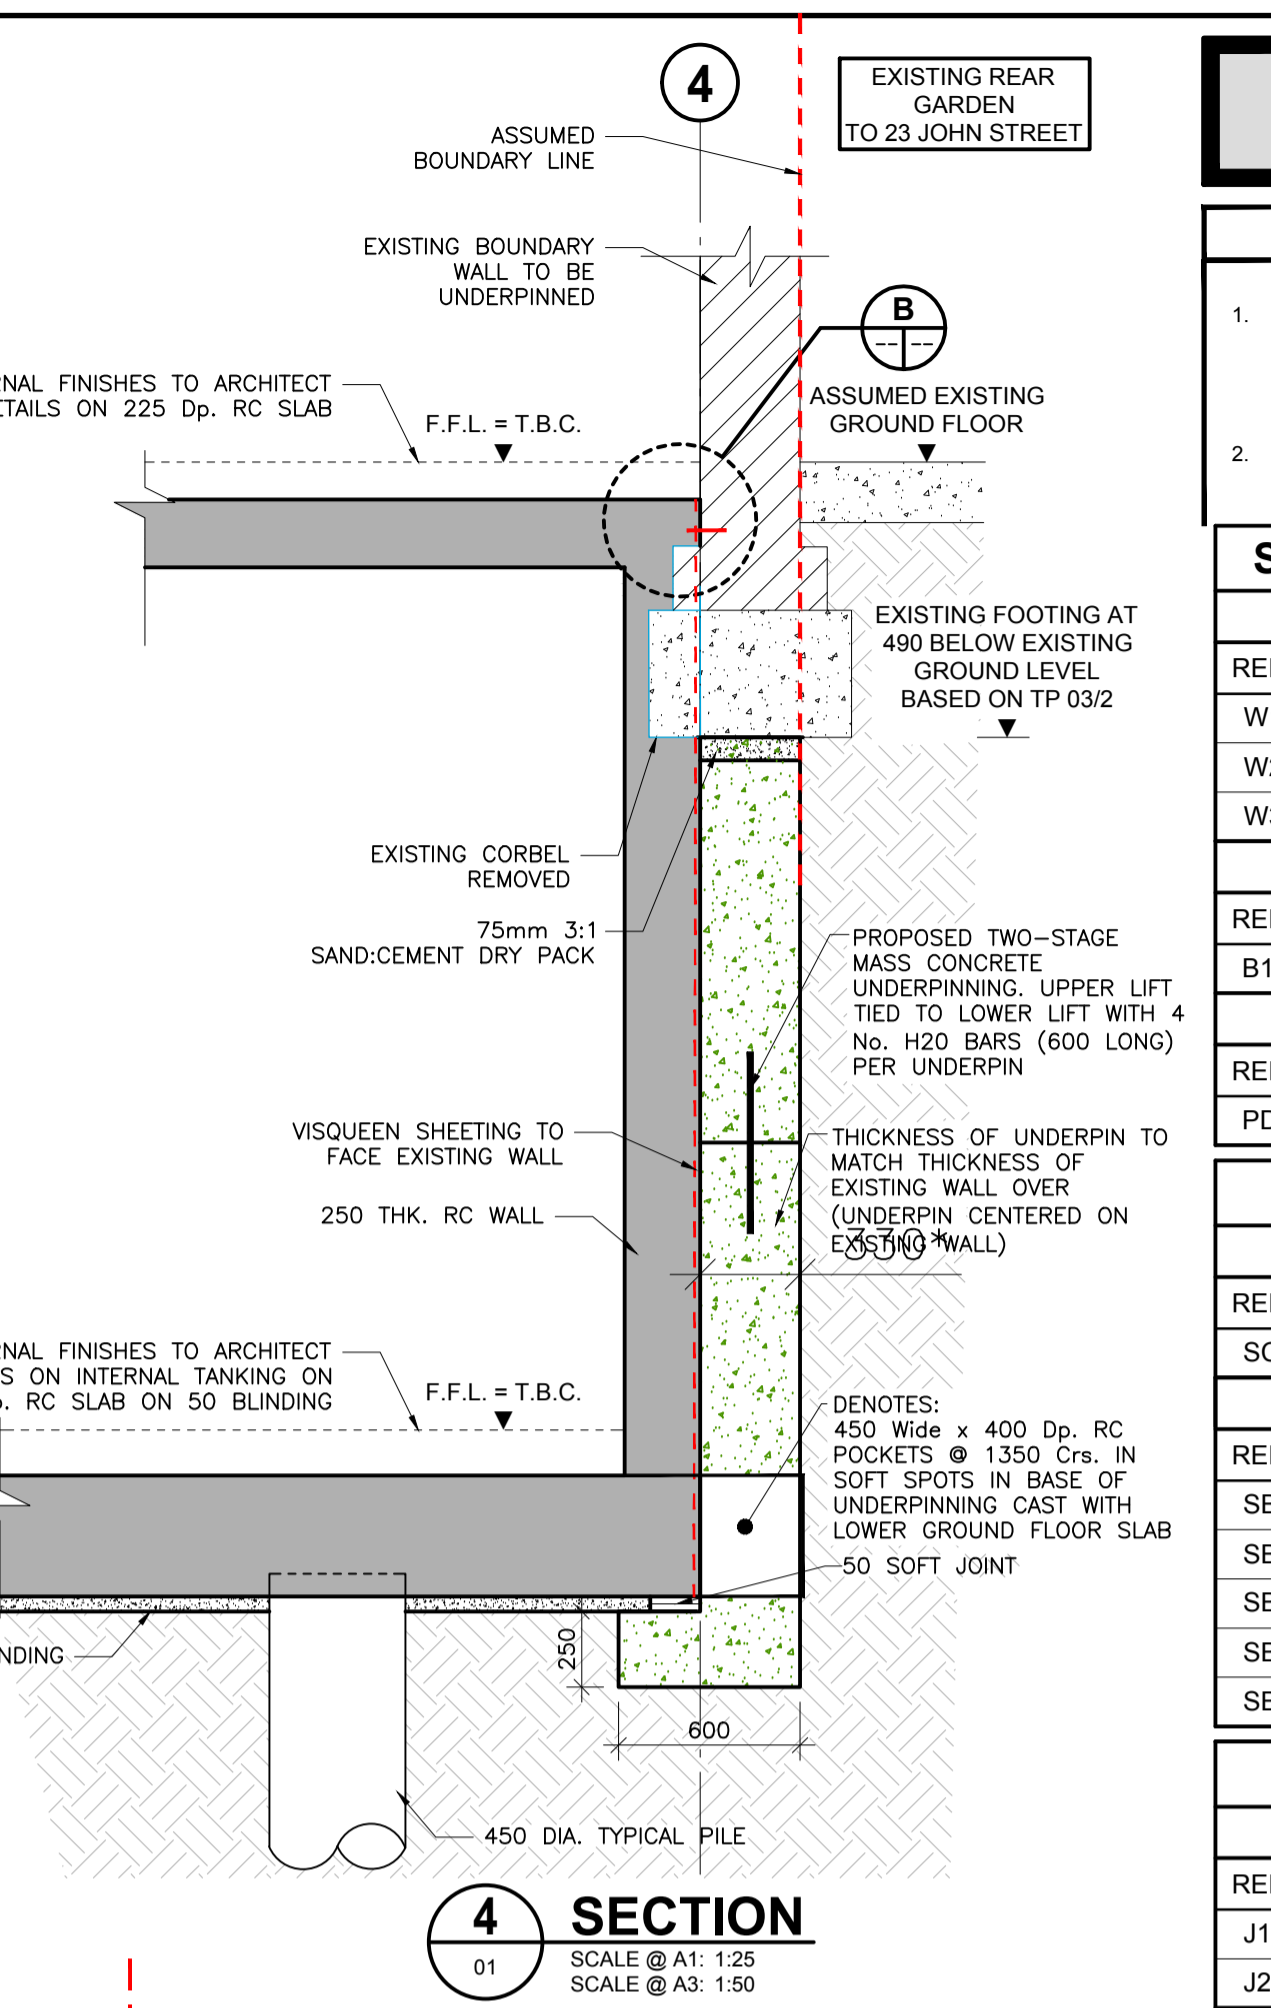 4
EXISTING REAR
GARDEN
TO 23 JOHN STREET
ASSUMED
BOUNDARY LINE
EXISTING BOUNDARY
WALL TO BE
UNDERPINNED
B
-- --
1.
FINISHES TO ARCHITECT
ON 225 Dp. RC SLAB
F.F.L. = T.B.C.
ASSUMED EXISTING
GROUND FLOOR
2.
EXISTING FOOTING AT
490 BELOW EXISTING
GROUND LEVEL
BASED ON TP 03/2
EXISTING CORBEL
REMOVED
75mm 3:1
SAND:CEMENT DRY PACK
PROPOSED TWO-STAGE
MASS CONCRETE
UNDERPINNING. UPPER LIFT
TIED TO LOWER LIFT WITH 4
No. H20 BARS (600 LONG)
PER UNDERPIN
B1
VISQUEEN SHEETING TO
FACE EXISTING WALL
THICKNESS OF UNDERPIN TO
MATCH THICKNESS OF
EXISTING WALL OVER
(UNDERPIN CENTERED ON
EXISTING WALL)
330*
250 THK. RC WALL
FINISHES TO ARCHITECT
ON INTERNAL TANKING ON
RC SLAB ON 50 BLINDING
F.F.L. = T.B.C.
DENOTES:
450 Wide x 400 Dp. RC
POCKETS @ 1350 Crs. IN
SOFT SPOTS IN BASE OF
UNDERPINNING CAST WITH
LOWER GROUND FLOOR SLAB
50 SOFT JOINT
250
600
450 DIA. TYPICAL PILE
4
01
SECTION
SCALE @ A1: 1:25
SCALE @ A3: 1:50
J1
J2